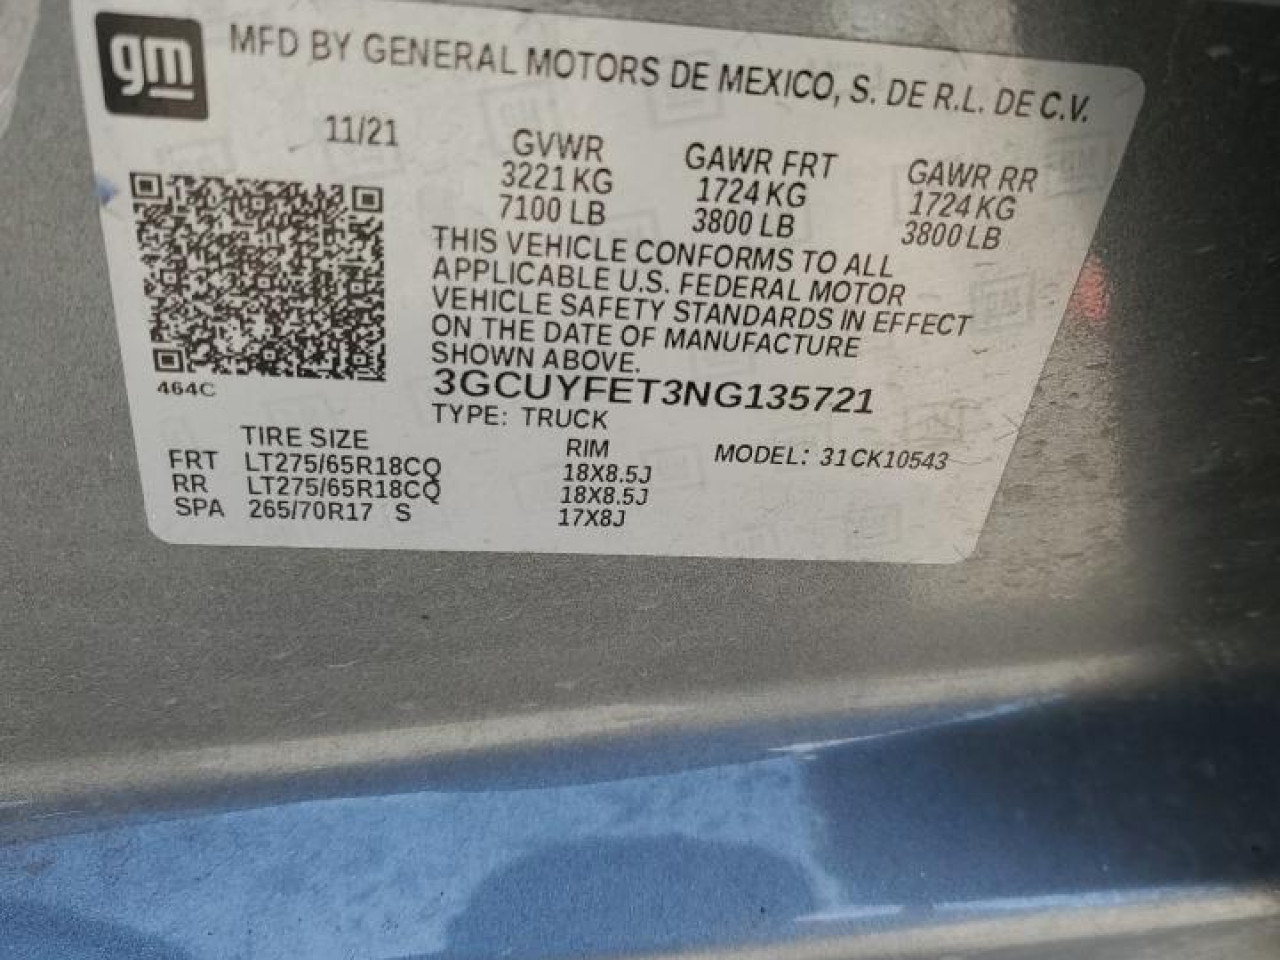 gm
MFD BY GENERAL MOTORS DE MEXICO, S. DE R.L. DE C.V.
11/21 GVWR GAWR FRT GAWR RR
3221 KG 1724 KG 1724 KG
7100 LB 3800 LB 3800 LB
THIS VEHICLE CONFORMS TO ALL
APPLICABLE U.S. FEDERAL MOTOR
VEHICLE SAFETY STANDARDS IN EFFECT
ON THE DATE OF MANUFACTURE
SHOWN ABOVE.
464C
3GCUYFET3NG135721
TYPE: TRUCK
TIRE SIZE RIM MODEL: 31CK10543
FRT LT275/65R18CQ 18X8.5J
RR LT275/65R18CQ 18X8.5J
SPA 265/70R17 S 17X8J